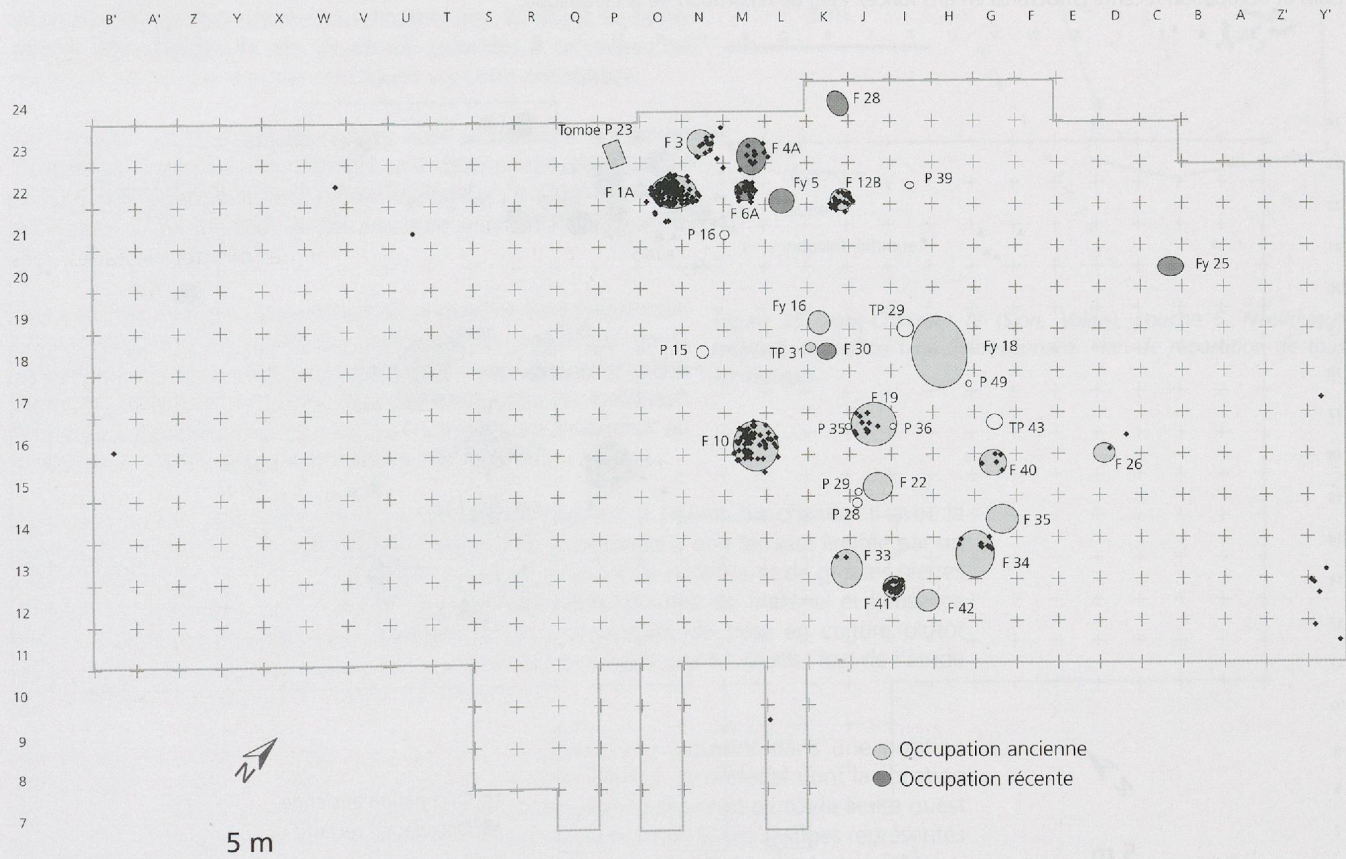 B' A' Z Y X W V U T S R Q P O N M L K J I H G F E D C B A Z' Y'
24
F 28
Tombe P 23
23
F 3
F 4A
22
F 1A
F 6A
Fy 5
F 12B
P 39
21
P 16
20
Fy 25
19
Fy 16
TP 29
18
P 15
TP 31
F 30
Fy 18
P 49
17
F 19
16
F 10
P 35
P 36
TP 43
F 26
F 40
15
P 29
F 22
P 28
14
F 35
13
F 33
F 34
12
F 41
F 42
11
10
9
Occupation ancienne
8
Occupation récente
7
N
5 m